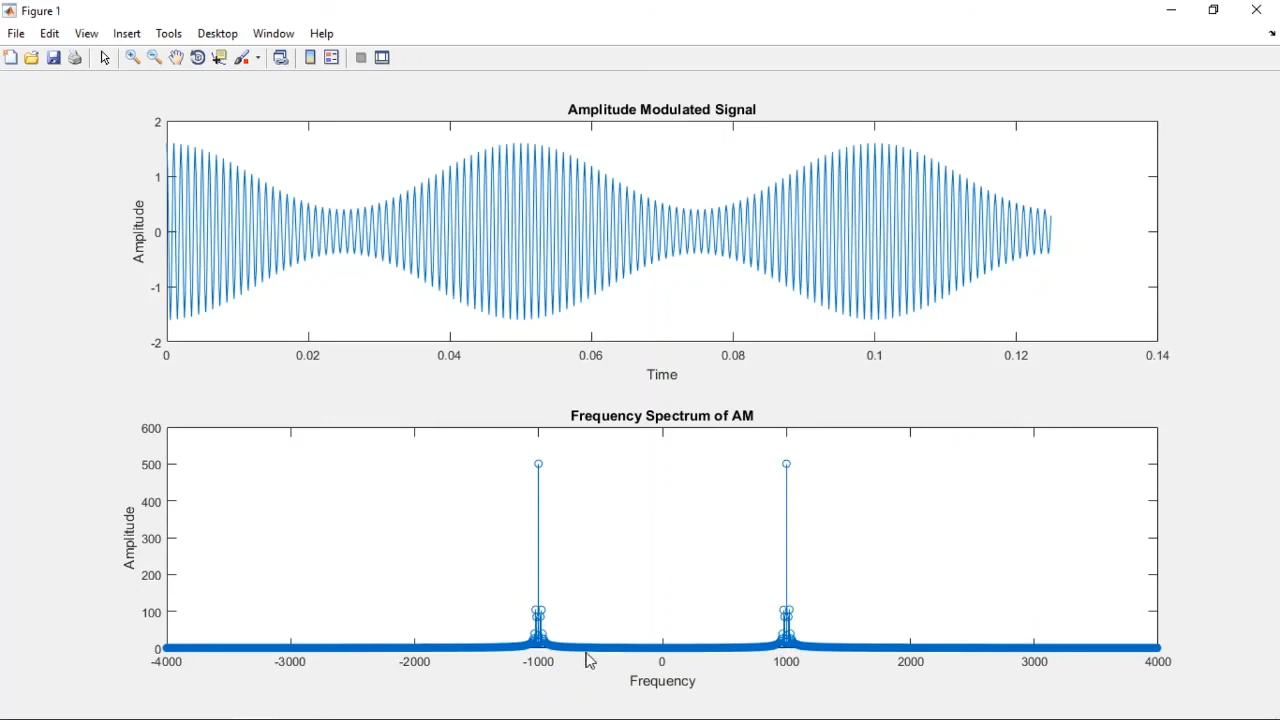 Figure 1
File Edit View Insert Tools Desktop Window Help
Amplitude Modulated Signal
2
1
0
-1
-2
Amplitude
0 0.02 0.04 0.06 0.08 0.1 0.12 0.14
Time
Frequency Spectrum of AM
600
500
400
300
200
100
0
Amplitude
-4000 -3000 -2000 -1000 0 1000 2000 3000 4000
Frequency